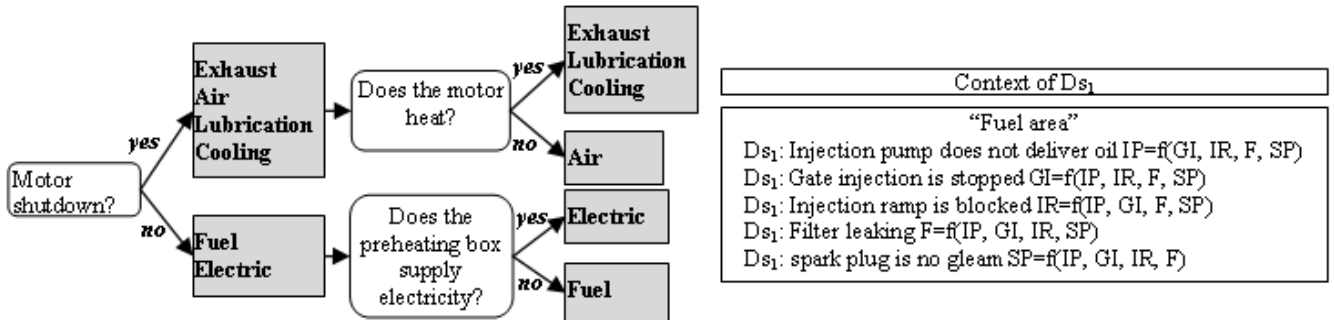 Motor
shutdown?
yes
no
Exhaust
Air
Lubrication
Cooling
Fuel
Electric
Does the motor
heat?
yes
no
Exhaust
Lubrication
Cooling
Air
Does the
preheating box
supply
electricity?
yes
no
Electric
Fuel
Context of Ds1
“Fuel area”
Ds1: Injection pump does not deliver oil IP=f(GI, IR, F, SP)
Ds1: Gate injection is stopped GI=f(IP, IR, F, SP)
Ds1: Injection ramp is blocked IR=f(IP, GI, F, SP)
Ds1: Filter leaking F=f(IP, GI, IR, SP)
Ds1: spark plug is no gleam SP=f(IP, GI, IR, F)